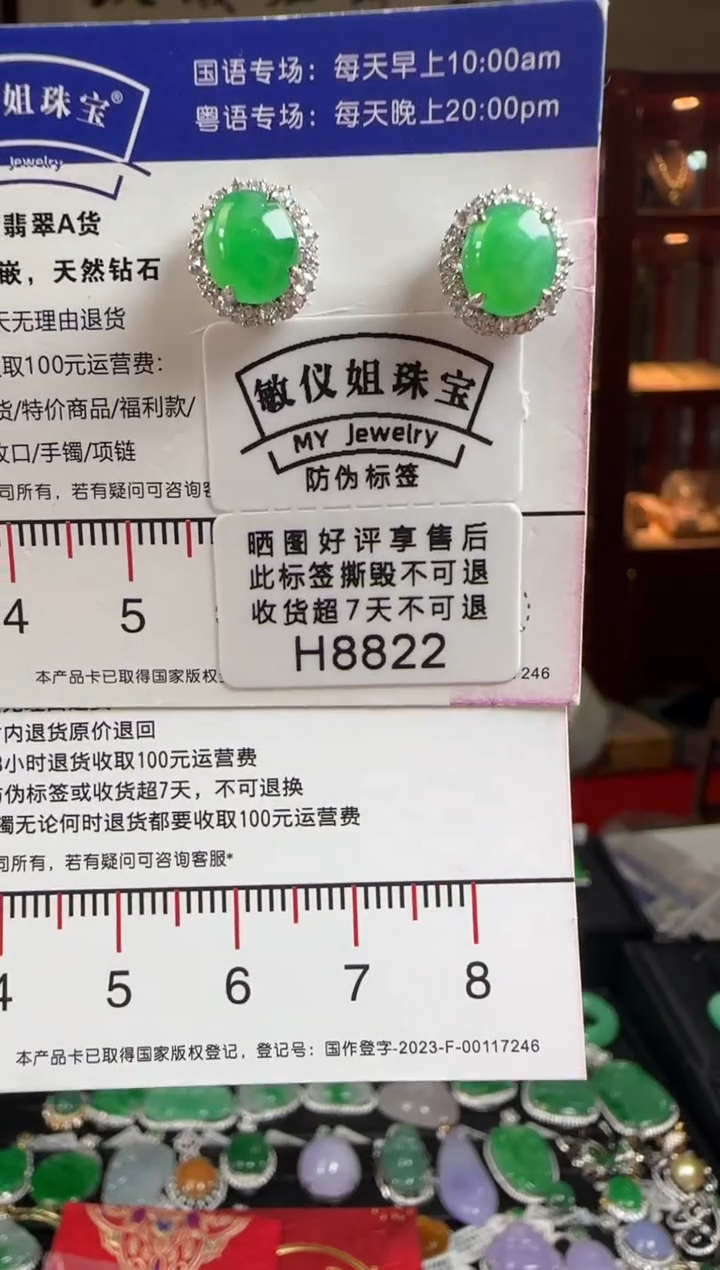 国语专场：每天早上10:00am
粤语专场：每天晚上20:00pm
姐珠宝®
Jewelry
翡翠A货
嵌，天然钻石
天无理由退货
取100元运营费：
货/特价商品/福利款/
收口/手镯/项链
司所有，若有疑问可咨询客
敏仪姐珠宝
MY Jewelry
防伪标签
晒图好评享售后
此标签撕毁不可退
收货超7天不可退
H8822
4 5
本产品卡已取得国家版权 246
内退货原价退回
小时退货收取100元运营费
伪标签或收货超7天，不可退换
镯无论何时退货都要收取100元运营费
司所有，若有疑问可咨询客服*
4 5 6 7 8
本产品卡已取得国家版权登记，登记号：国作登字-2023-F-00117246